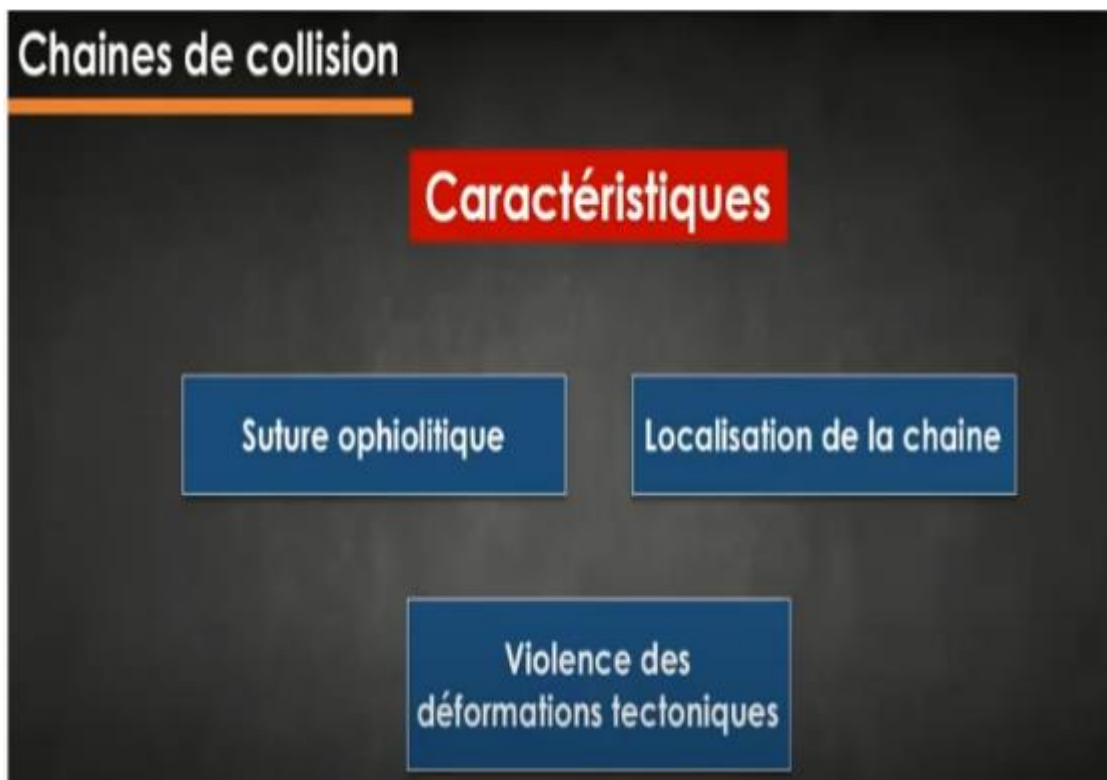 Chaines de collision
Caractéristiques
Suture ophiolitique
Localisation de la chaine
Violence des
déformations tectoniques